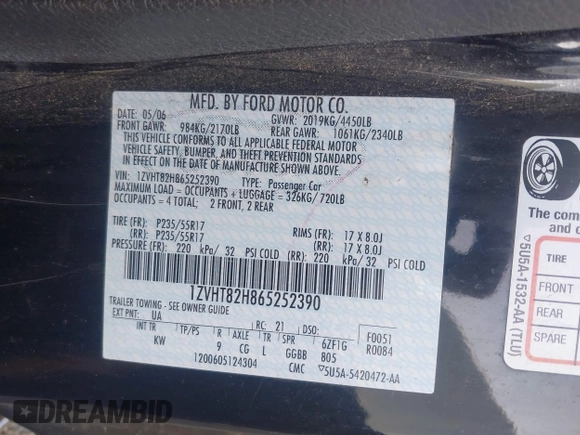 MFD. BY FORD MOTOR CO.
DATE: 05/06 GVWR: 2019KG/4450LB
FRONT GAWR: 984KG/2170LB REAR GAWR: 1061KG/2340LB
THIS VEHICLE CONFORMS TO ALL APPLICABLE FEDERAL MOTOR
VEHICLE SAFETY, BUMPER, AND THEFT PREVENTION STANDARDS
IN EFFECT ON THE DATE OF MANUFACTURE SHOWN ABOVE.
VIN: 1ZVHT82H865252390 TYPE: Passenger Car
MAXIMUM LOAD = OCCUPANTS + LUGGAGE = 326KG/720LB
OCCUPANTS = 4 TOTAL; 2 FRONT, 2 REAR
TIRE (FR): P235/55R17 RIMS (FR): 17 X 8.0J
(RR): P235/55R17 (RR): 17 X 8.0J
PRESSURE (FR): 220 kPa/ 32 PSI COLD (RR): 220 kPa/ 32 PSI COLD
1ZVHT82H865252390
TRAILER TOWING - SEE OWNER GUIDE
EXT PNT: UA RC: 21 DSO: F0051
INT TR TP/PS R AXLE TR SPR 6ZF1G R0084
KW 9 CG L GGBB B05
1200605124304 CMC ▽5U5A-5420472-AA
The com
and c
▽5U5A-1532-AA (TLU)
TIRE
FRONT
REAR
SPARE
DREAMBID